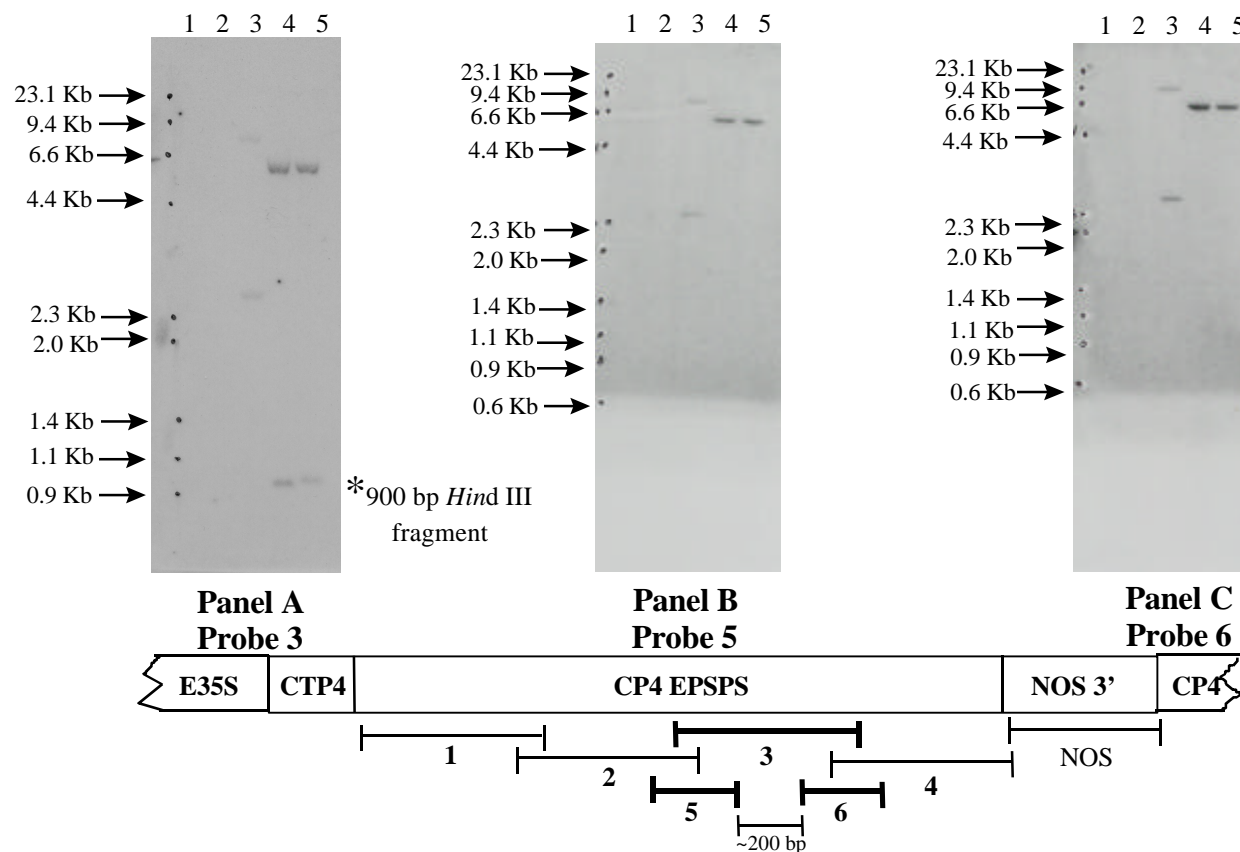 1 2 3 4 5
23.1 Kb
9.4 Kb
6.6 Kb
4.4 Kb
2.3 Kb
2.0 Kb
1.4 Kb
1.1 Kb
0.9 Kb
*900 bp Hind III
fragment
Panel A
Probe 3
1 2 3 4 5
23.1 Kb
9.4 Kb
6.6 Kb
4.4 Kb
2.3 Kb
2.0 Kb
1.4 Kb
1.1 Kb
0.9 Kb
0.6 Kb
Panel B
Probe 5
1 2 3 4 5
23.1 Kb
9.4 Kb
6.6 Kb
4.4 Kb
2.3 Kb
2.0 Kb
1.4 Kb
1.1 Kb
0.9 Kb
0.6 Kb
Panel C
Probe 6
E35S CTP4 CP4 EPSPS NOS 3’ CP4
1 2 3 4 NOS
5 6
~200 bp